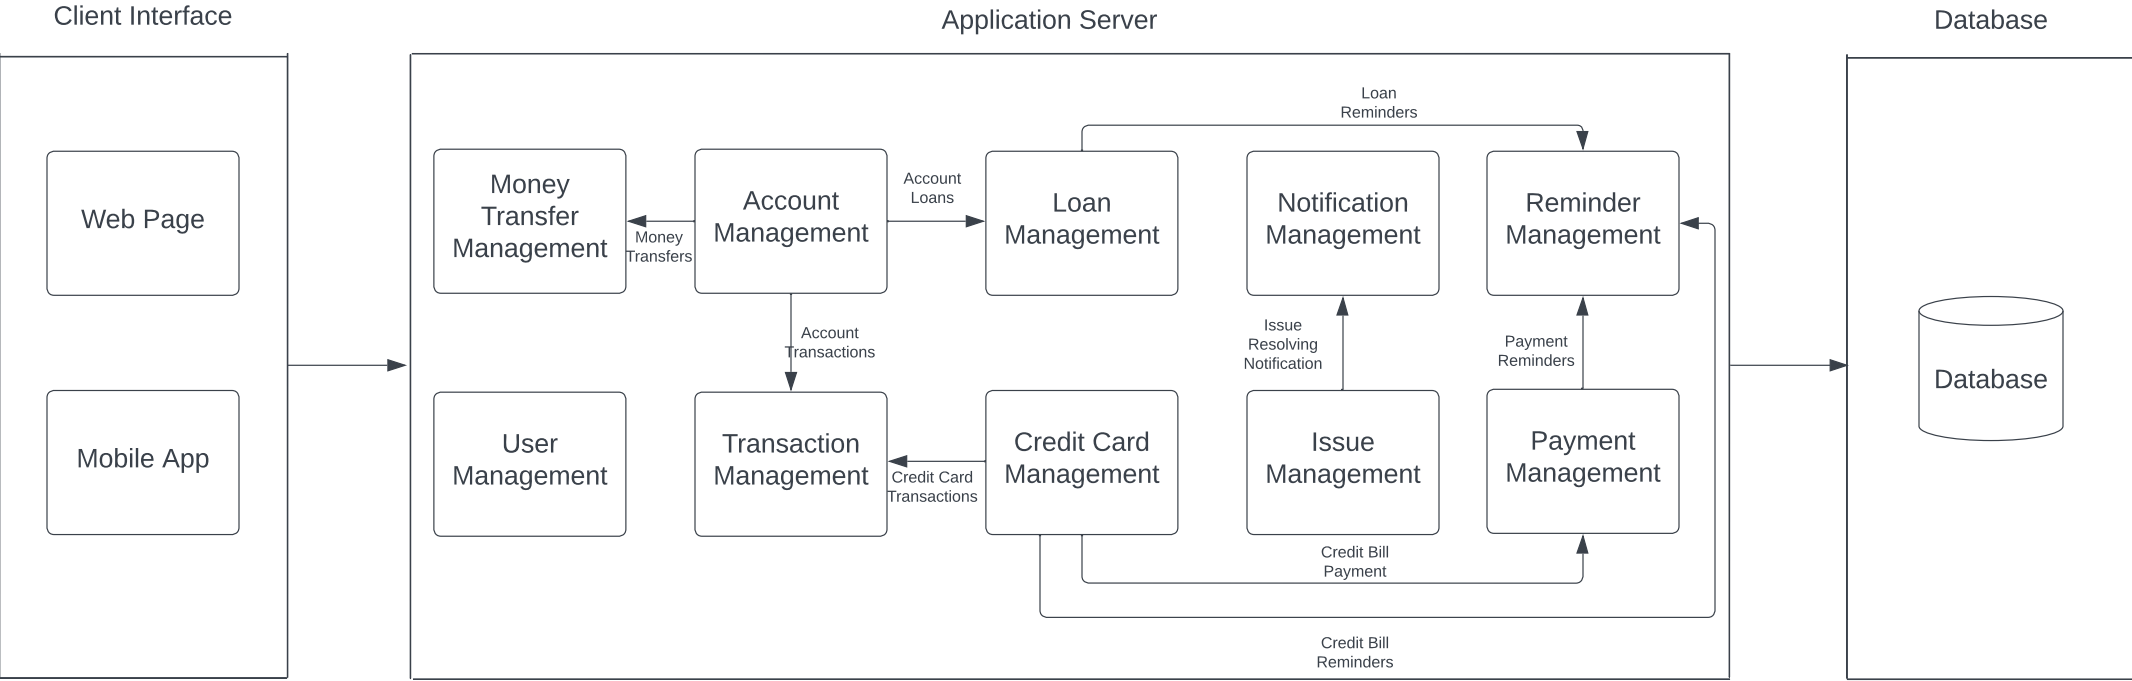 Client Interface
Application Server
Database
Web Page
Mobile App
Loan
Reminders
Money
Transfer
Management
Money
Transfers
Account
Management
Account
Loans
Loan
Management
Notification
Management
Reminder
Management
Account
Transactions
Issue
Resolving
Notification
Payment
Reminders
User
Management
Transaction
Management
Credit Card
Transactions
Credit Card
Management
Issue
Management
Payment
Management
Credit Bill
Payment
Credit Bill
Reminders
Database